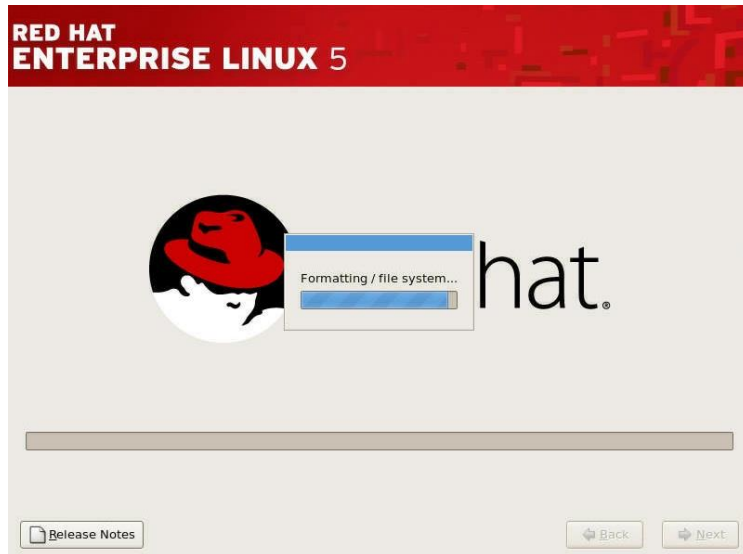 RED HAT
ENTERPRISE LINUX 5
Formatting / file system...
hat.
®
Release Notes
Back
Next